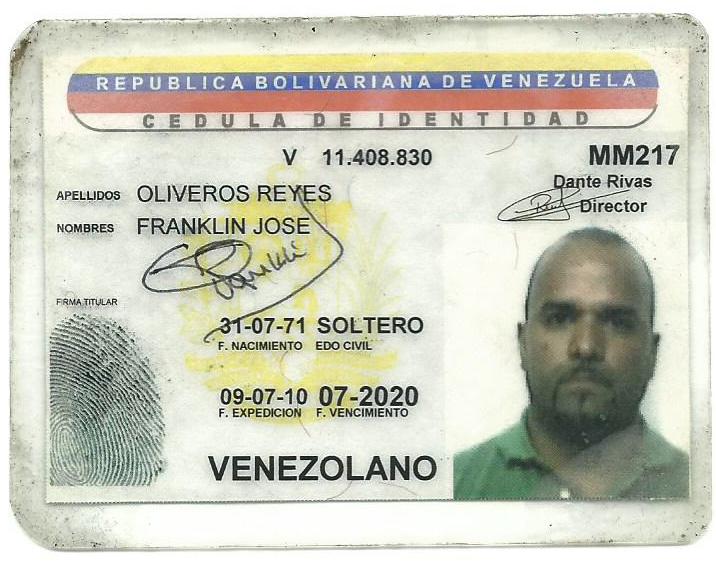 REPUBLICA BOLIVARIANA DE VENEZUELA
CEDULA DE IDENTIDAD
V 11.408.830
MM217
Dante Rivas
Director
APELLIDOS OLIVEROS REYES
NOMBRES FRANKLIN JOSE
FIRMA TITULAR
31-07-71 SOLTERO
F. NACIMIENTO EDO CIVIL
09-07-10 07-2020
F. EXPEDICION F. VENCIMIENTO
VENEZOLANO